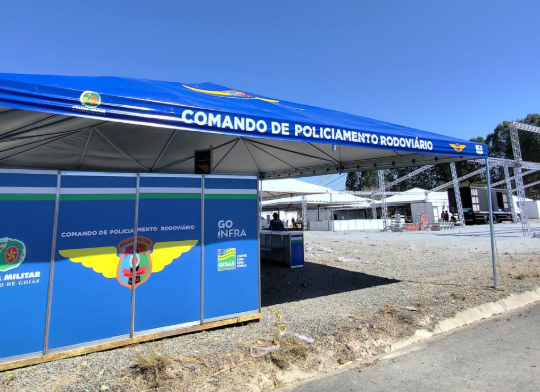 COMANDO DE POLICIAMENTO RODOVIÁRIO
COMANDO DE POLICIAMENTO RODOVIÁRIO
GO
INFRA
MILITAR
DE GOIÁS
GOIÁS